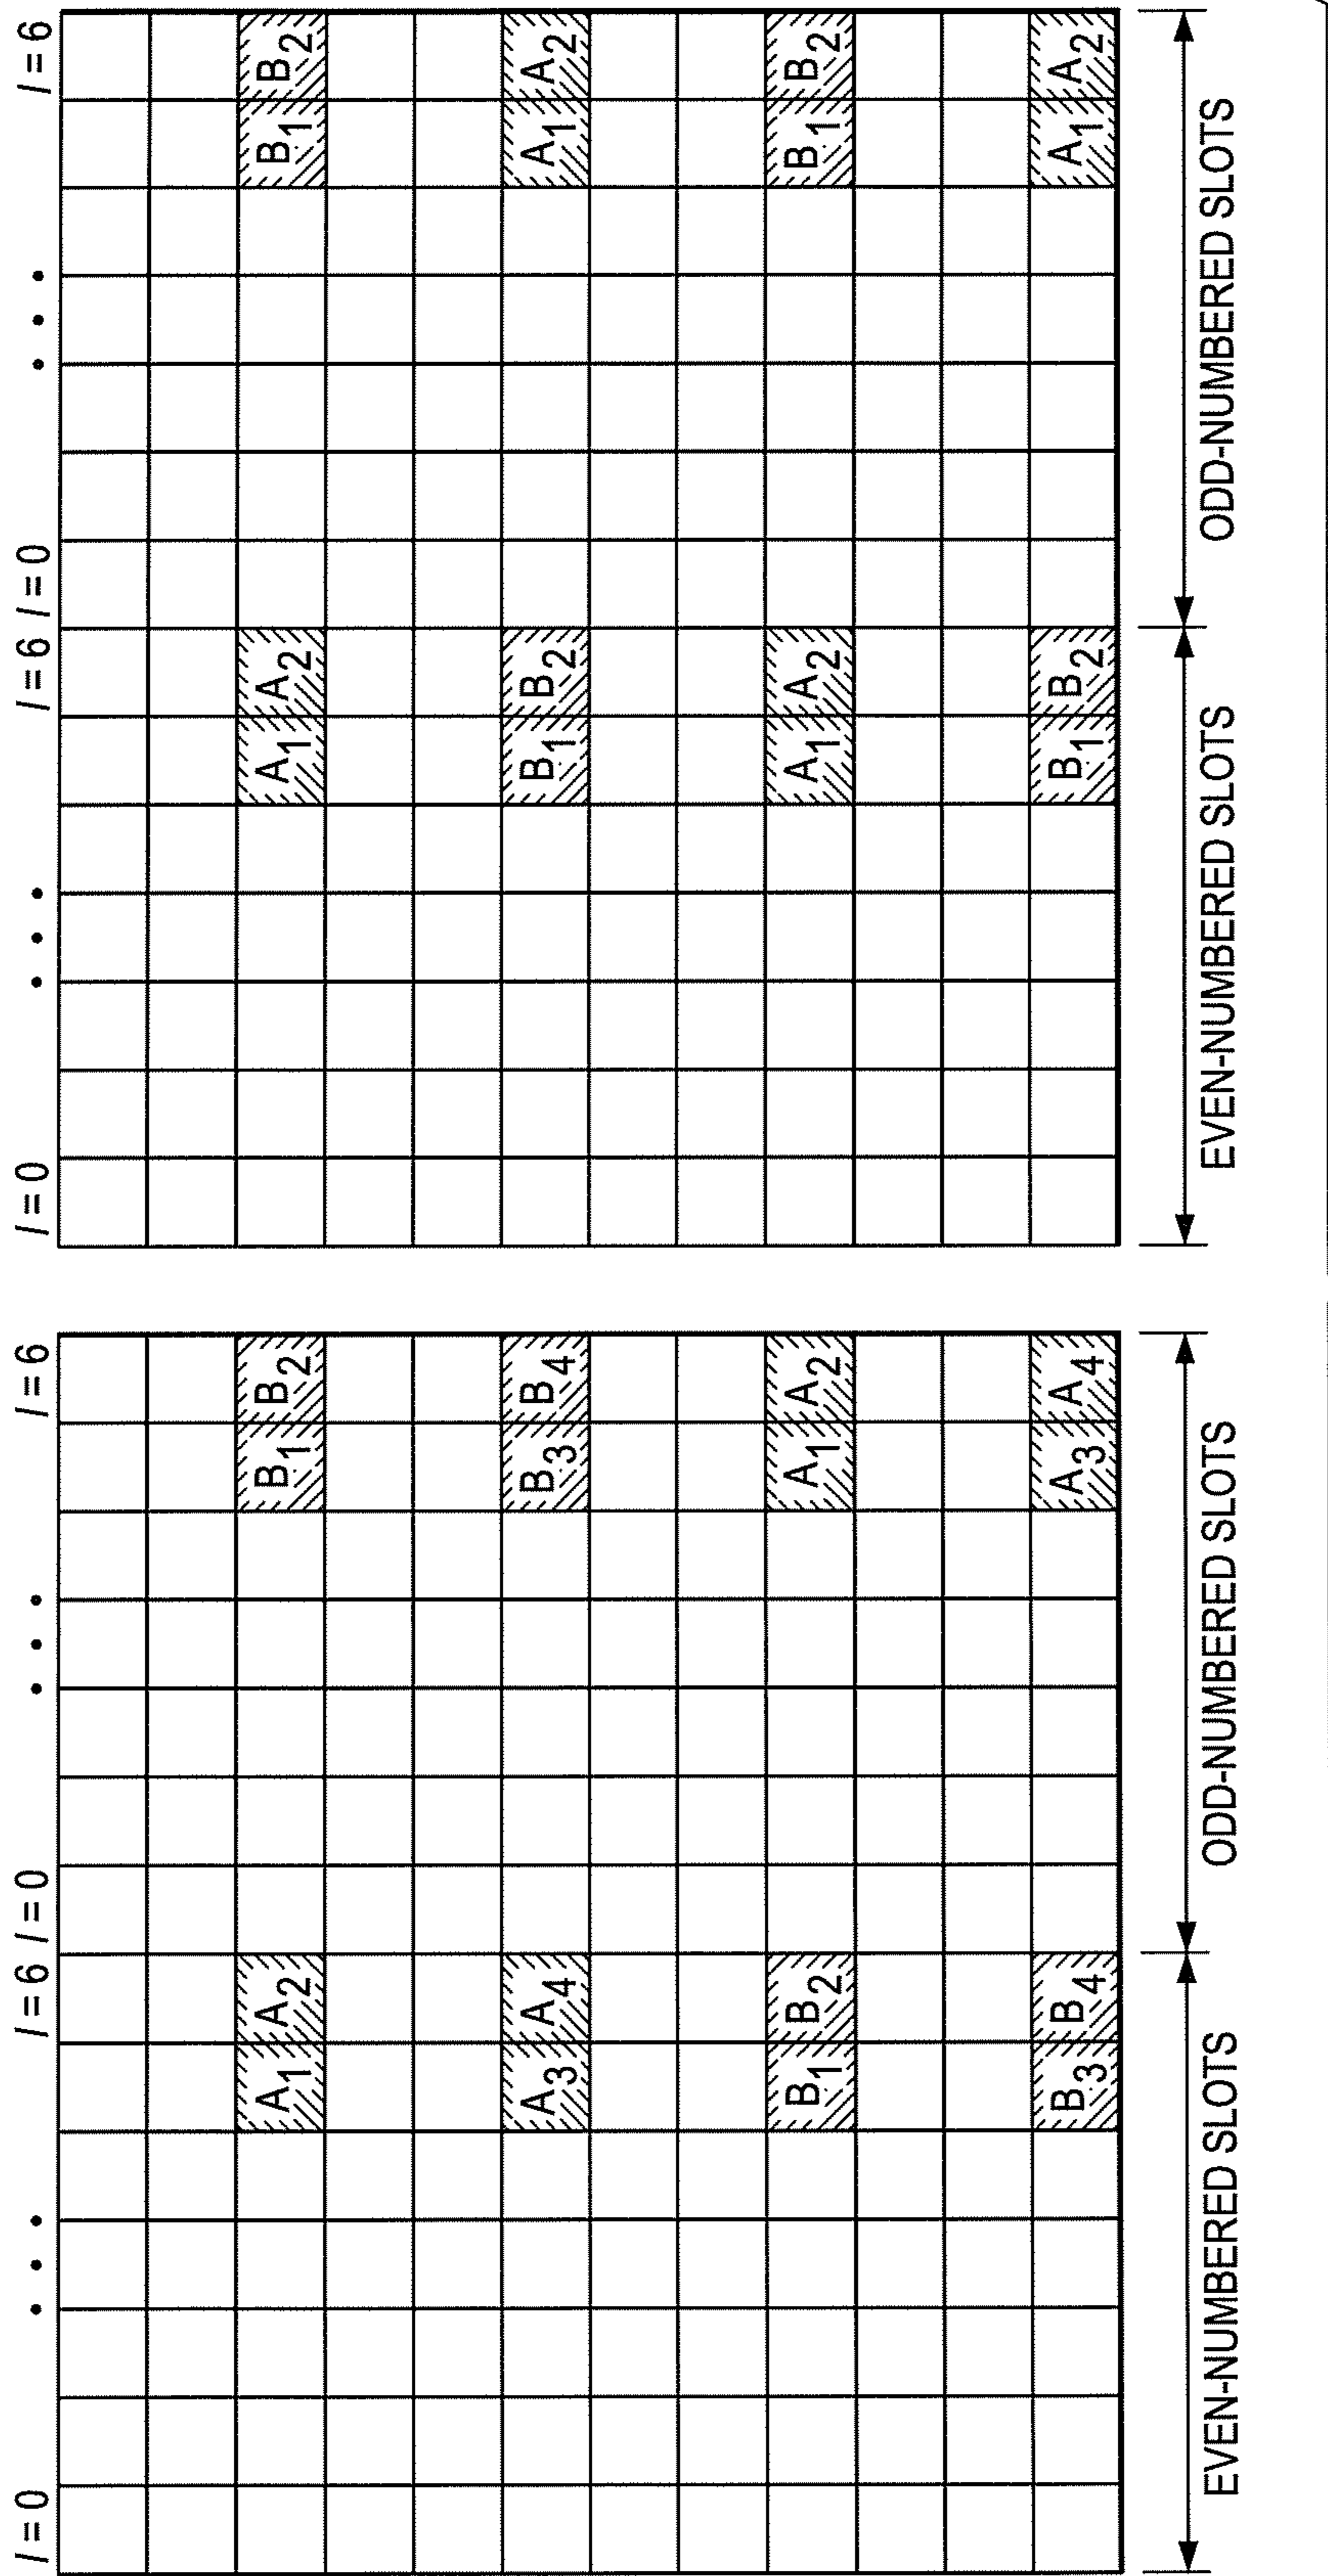 l = 0 • • • l = 6 l = 0 • • • l = 6 l = 0 • • • l = 6 l = 0 • • • l = 6
A1 A2 B1 B2 A1 A2 B1 B2
A3 A4 B3 B4 B1 B2 A1 A2
B1 B2 A1 A2 A1 A2 B1 B2
B3 B4 A3 A4 B1 B2 A1 A2
EVEN-NUMBERED SLOTS ODD-NUMBERED SLOTS EVEN-NUMBERED SLOTS ODD-NUMBERED SLOTS